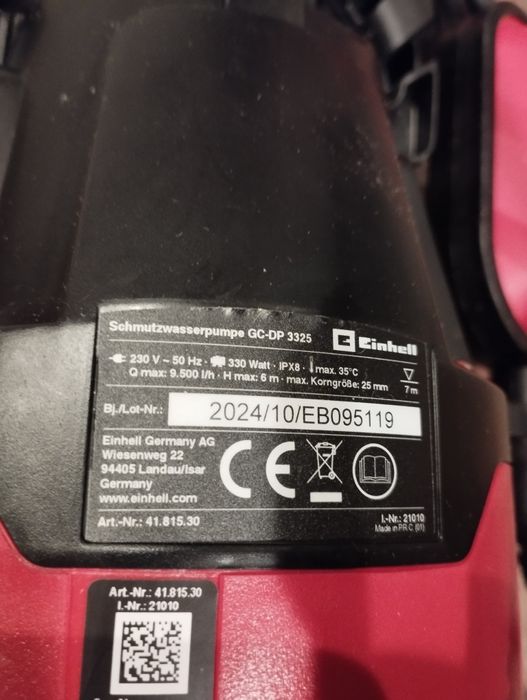 Schmutzwasserpumpe GC-DP 3325
Einhell
230 V ~ 50 Hz · 330 Watt · IPX8 · max. 35°C
Q max: 9.500 l/h · H max: 6 m · max. Korngröße: 25 mm
7 m
Bj./Lot-Nr.: 2024/10/EB095119
Einhell Germany AG
Wiesenweg 22
94405 Landau/Isar
Germany
www.einhell.com
CE
Art.-Nr.: 41.815.30
I.-Nr.: 21010
Made in P.R.C. (01)
Art.-Nr.: 41.815.30
I.-Nr.: 21010